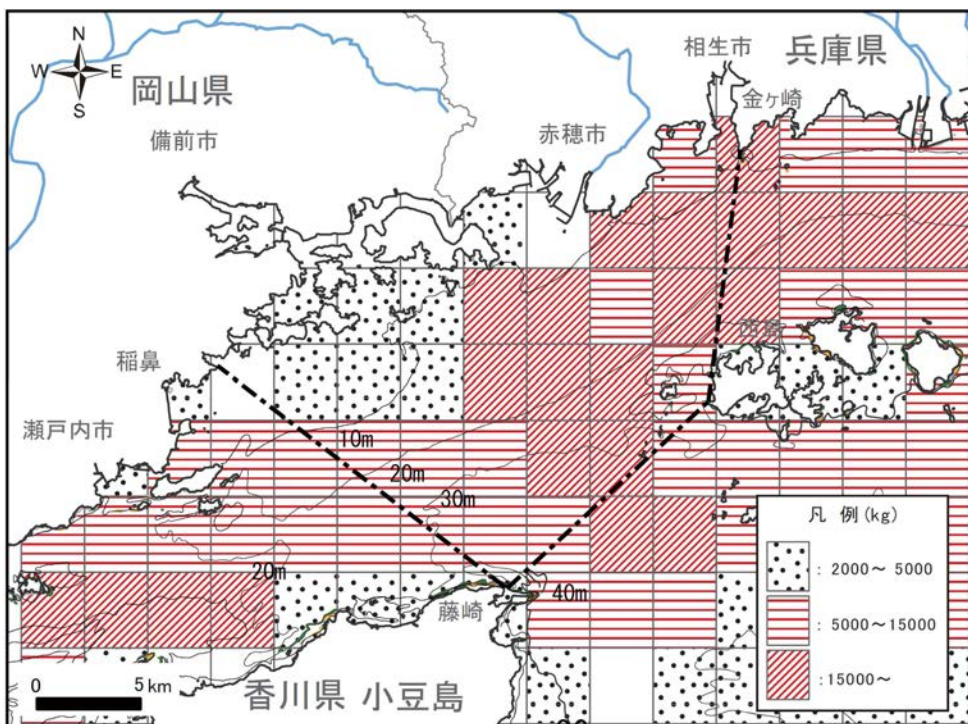 N
W E
S
岡山県
備前市
相生市
兵庫県
金ヶ崎
赤穂市
稲鼻
瀬戸内市
10m
20m
30m
20m
藤崎
40m
凡 例(kg)
: 2000～ 5000
: 5000～15000
:15000～
0 5km
香川県 小豆島